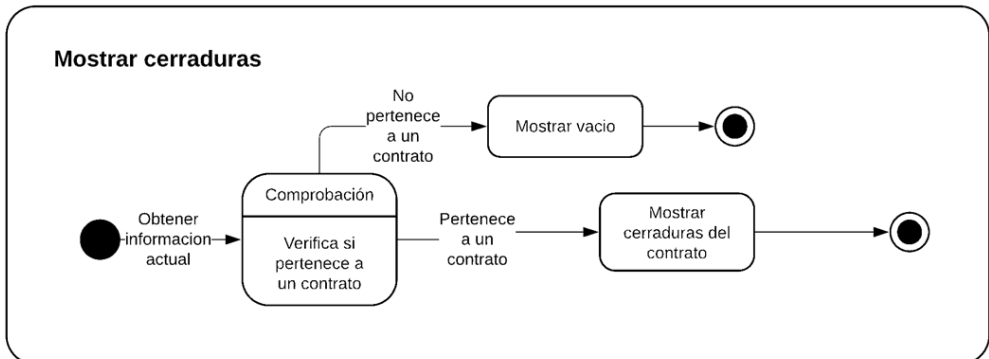 Mostrar cerraduras
No
pertenece
a un
contrato
Mostrar vacio
Obtener
informacion
actual
Comprobación
Verifica si
pertenece a
un contrato
Pertenece
a un
contrato
Mostrar
cerraduras del
contrato